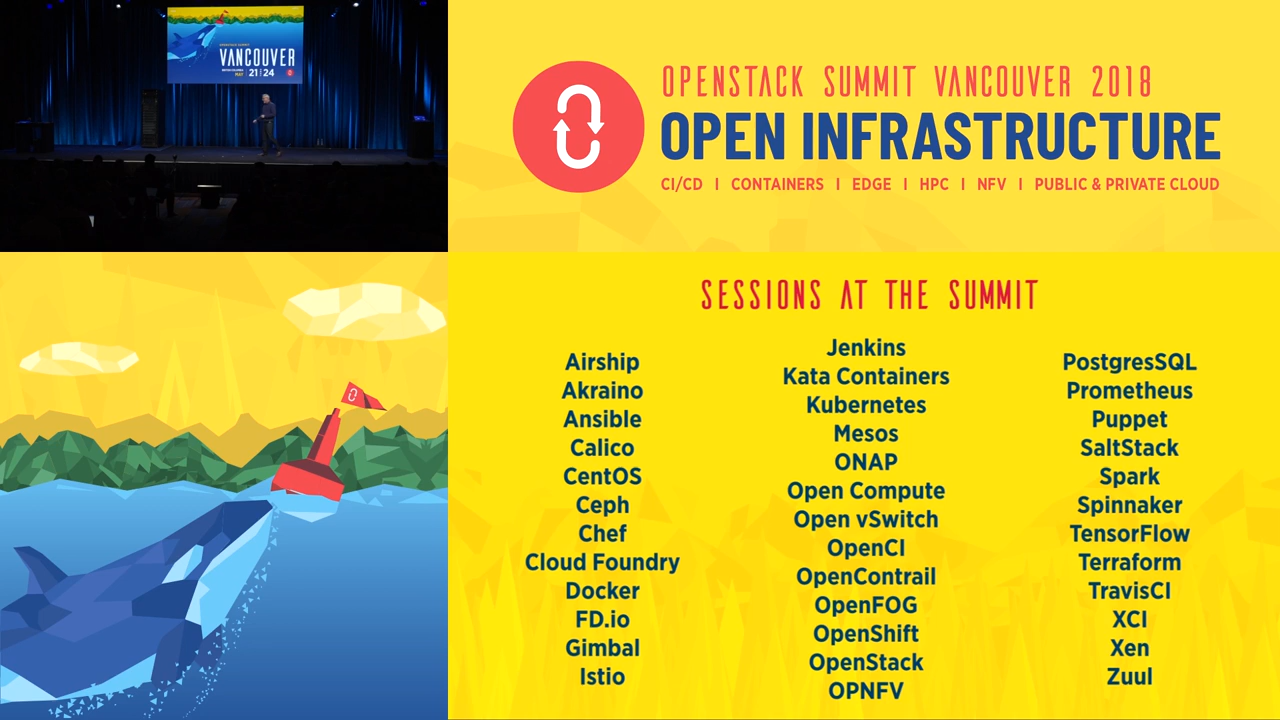 VANCOUVER
MAY 21 24
OPENSTACK SUMMIT VANCOUVER 2018
OPEN INFRASTRUCTURE
CI/CD I CONTAINERS I EDGE I HPC I NFV I PUBLIC & PRIVATE CLOUD
SESSIONS AT THE SUMMIT
Airship
Akraino
Ansible
Calico
CentOS
Ceph
Chef
Cloud Foundry
Docker
FD.io
Gimbal
Istio
Jenkins
Kata Containers
Kubernetes
Mesos
ONAP
Open Compute
Open vSwitch
OpenCI
OpenContrail
OpenFOG
OpenShift
OpenStack
OPNFV
PostgresSQL
Prometheus
Puppet
SaltStack
Spark
Spinnaker
TensorFlow
Terraform
TravisCI
XCI
Xen
Zuul